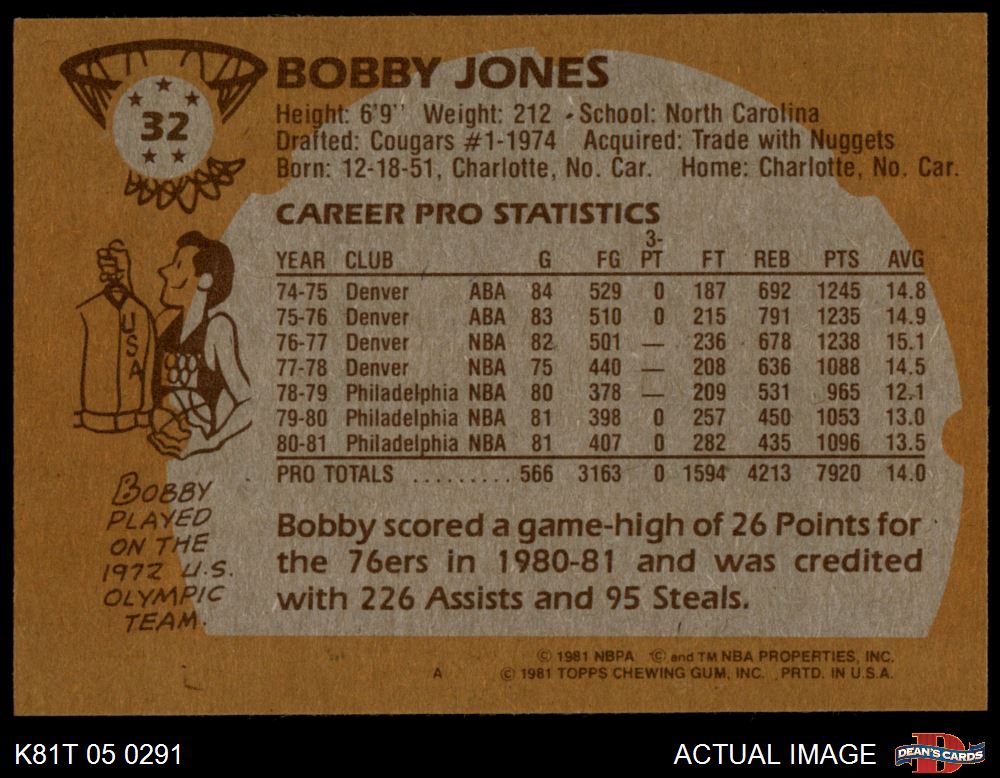 32
BOBBY JONES
Height: 6'9" Weight: 212 • School: North Carolina
Drafted: Cougars #1-1974 Acquired: Trade with Nuggets
Born: 12-18-51, Charlotte, No. Car. Home: Charlotte, No. Car.
CAREER PRO STATISTICS
YEAR CLUB G FG 3-PT FT REB PTS AVG
74-75 Denver ABA 84 529 0 187 692 1245 14.8
75-76 Denver ABA 83 510 0 215 791 1235 14.9
76-77 Denver NBA 82 501 — 236 678 1238 15.1
77-78 Denver NBA 75 440 — 208 636 1088 14.5
78-79 Philadelphia NBA 80 378 — 209 531 965 12.1
79-80 Philadelphia NBA 81 398 0 257 450 1053 13.0
80-81 Philadelphia NBA 81 407 0 282 435 1096 13.5
PRO TOTALS ......... 566 3163 0 1594 4213 7920 14.0
USA
BOBBY
PLAYED
ON THE
1972 U.S.
OLYMPIC
TEAM.
Bobby scored a game-high of 26 Points for
the 76ers in 1980-81 and was credited
with 226 Assists and 95 Steals.
© 1981 NBPA © and TM NBA PROPERTIES, INC.
A © 1981 TOPPS CHEWING GUM, INC. PRTD. IN U.S.A.
K81T 05 0291 ACTUAL IMAGE
DEAN'S CARDS